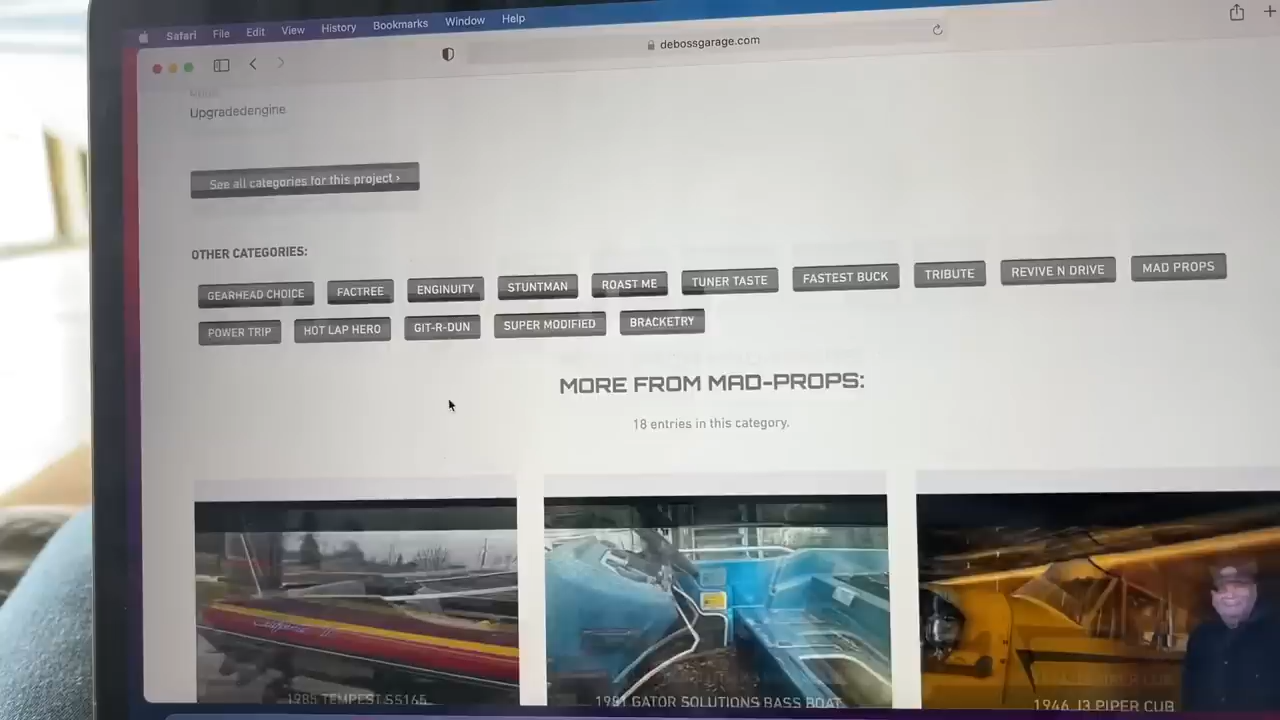 Safari File Edit View History Bookmarks Window Help
debossgarage.com
Upgradedengine
See all categories for this project ›
OTHER CATEGORIES:
GEARHEAD CHOICE FACTREE ENGINUITY STUNTMAN ROAST ME TUNER TASTE FASTEST BUCK TRIBUTE REVIVE N DRIVE MAD PROPS
POWER TRIP HOT LAP HERO GIT-R-DUN SUPER MODIFIED BRACKETRY
MORE FROM MAD-PROPS:
18 entries in this category.
1985 TEMPEST S5165 1981 GATOR SOLUTIONS BASS BOAT 1946 J3 PIPER CUB